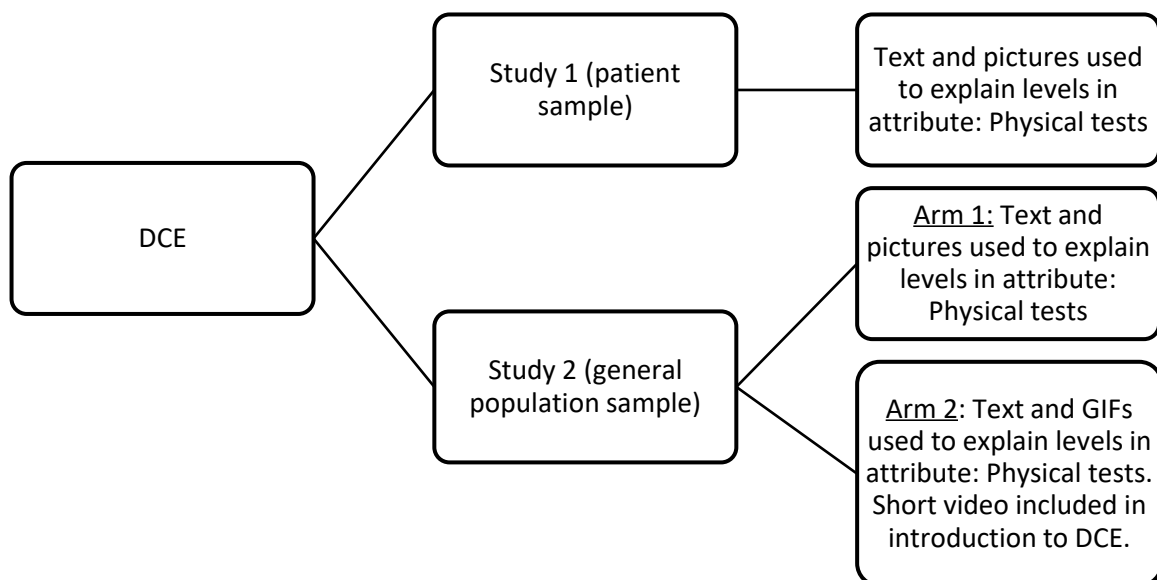 DCE
Study 1 (patient
sample)
Text and pictures used
to explain levels in
attribute: Physical tests
Study 2 (general
population sample)
Arm 1: Text and
pictures used to explain
levels in attribute:
Physical tests
Arm 2: Text and GIFs
used to explain levels in
attribute: Physical tests.
Short video included in
introduction to DCE.